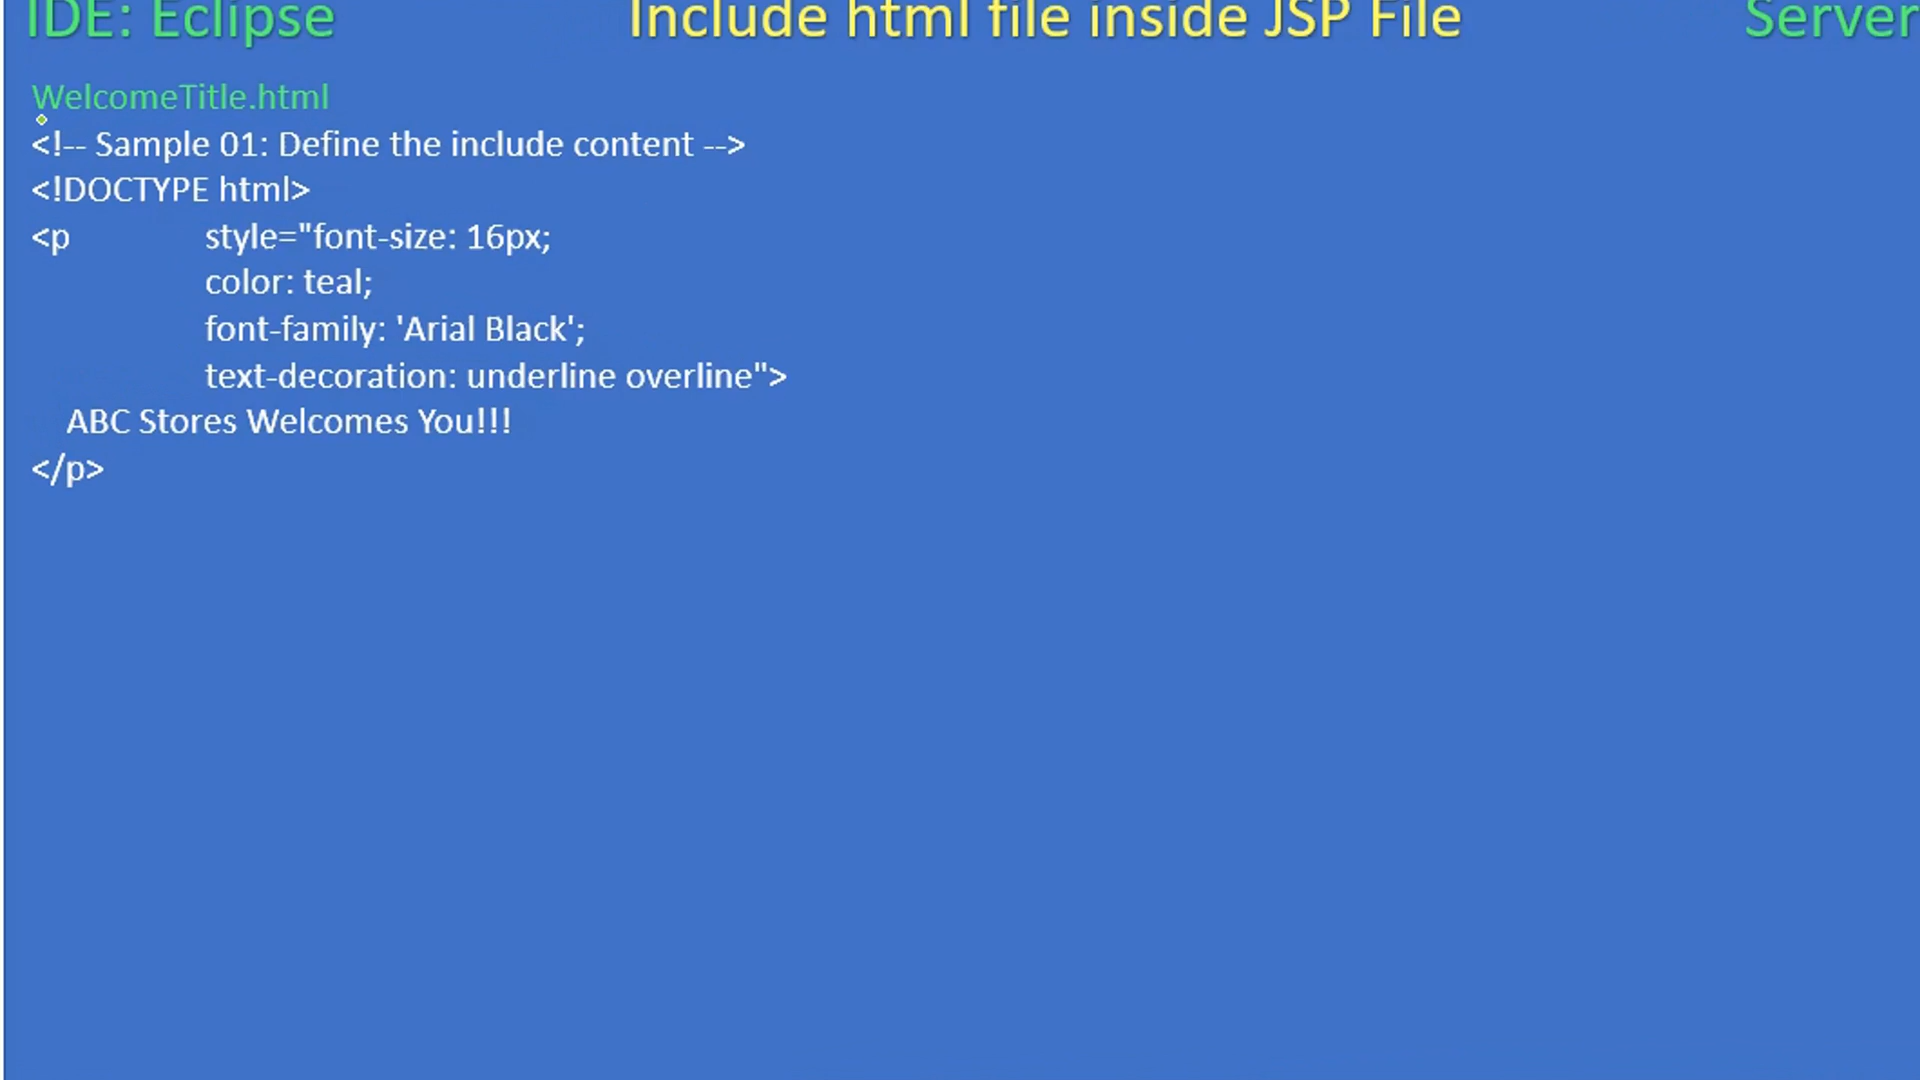 IDE: Eclipse
Include html file inside JSP File
Server
WelcomeTitle.html
<!-- Sample 01: Define the include content -->
<!DOCTYPE html>
<p style="font-size: 16px;
color: teal;
font-family: 'Arial Black';
text-decoration: underline overline">
ABC Stores Welcomes You!!!
</p>